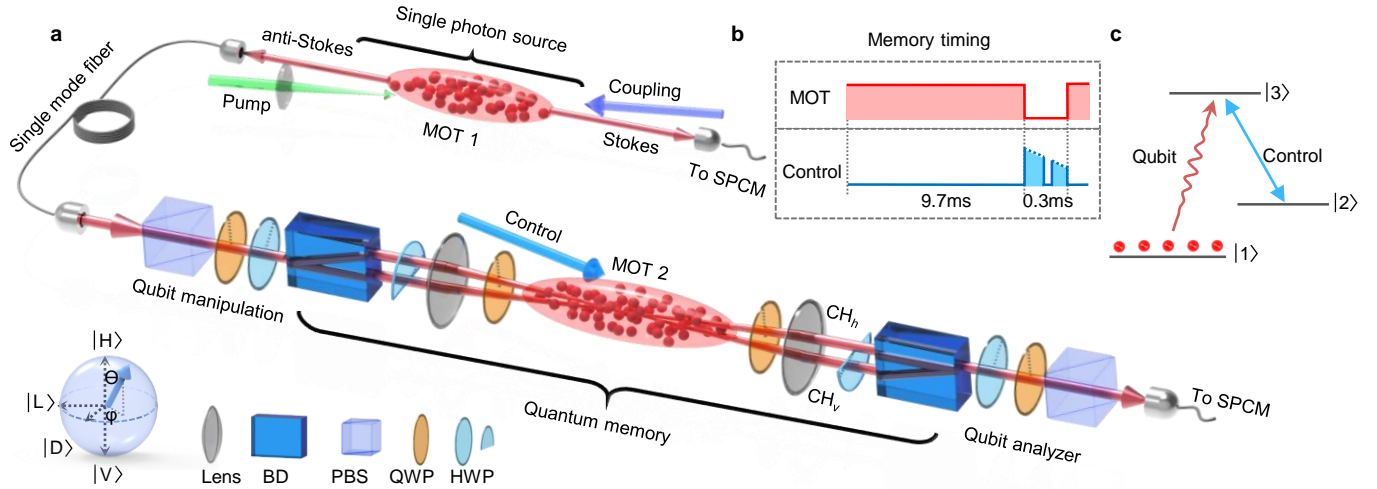 a
Single photon source
anti-Stokes
Single mode fiber
Pump
Coupling
MOT 1
Stokes
To SPCM
Control
MOT 2
Qubit manipulation
CHh
CHv
Quantum memory
To SPCM
Qubit analyzer
|H>
Θ
|L>
φ
|D>
|V>
Lens
BD
PBS
QWP
HWP
b
Memory timing
MOT
Control
9.7ms
0.3ms
c
|3>
Qubit
Control
|2>
|1>